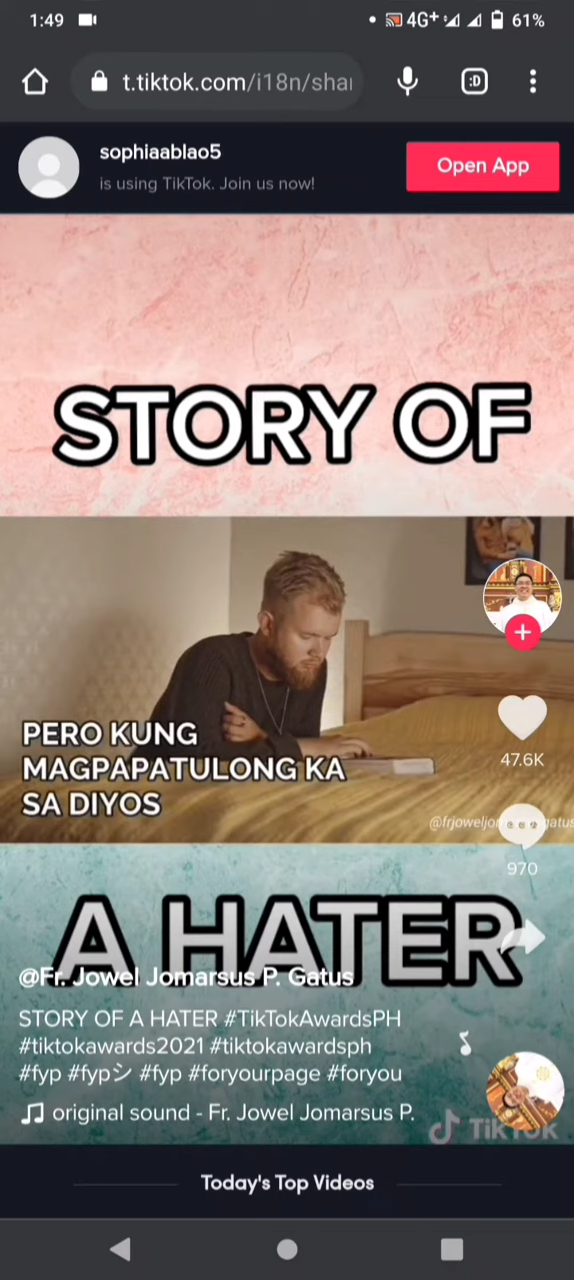 1:49
4G+
61%
t.tiktok.com/i18n/shar
sophiaablao5
is using TikTok. Join us now!
Open App
STORY OF
PERO KUNG
MAGPAPATULONG KA
SA DIYOS
47.6K
970
A HATER
@Fr. Jowel Jomarsus P. Gatus
STORY OF A HATER #TikTokAwardsPH
#tiktokawards2021 #tiktokawardsph
#fyp #fypシ #fyp #foryourpage #foryou
original sound - Fr. Jowel Jomarsus P.
TikTok
Today's Top Videos